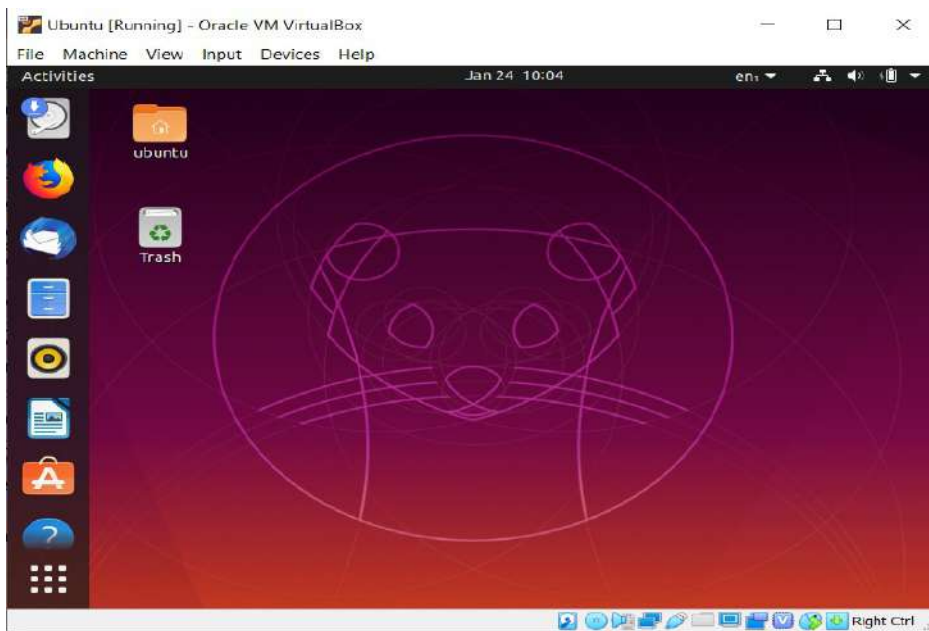 Ubuntu [Running] - Oracle VM VirtualBox
File Machine View Input Devices Help
Activities Jan 24 10:04 en₁
ubuntu
Trash
Right Ctrl